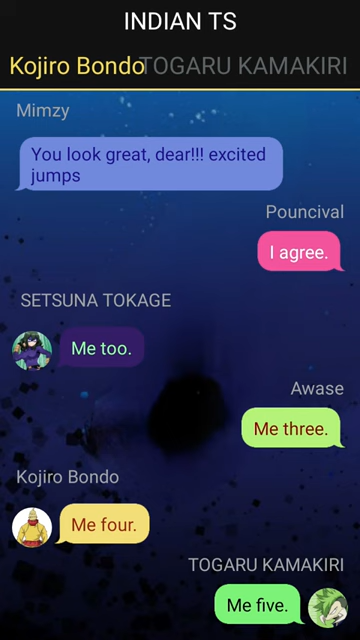 INDIAN TS
Kojiro Bondo TOGARU KAMAKIRI
Mimzy
You look great, dear!!! excited
jumps
Pouncival
I agree.
SETSUNA TOKAGE
Me too.
Awase
Me three.
Kojiro Bondo
Me four.
TOGARU KAMAKIRI
Me five.